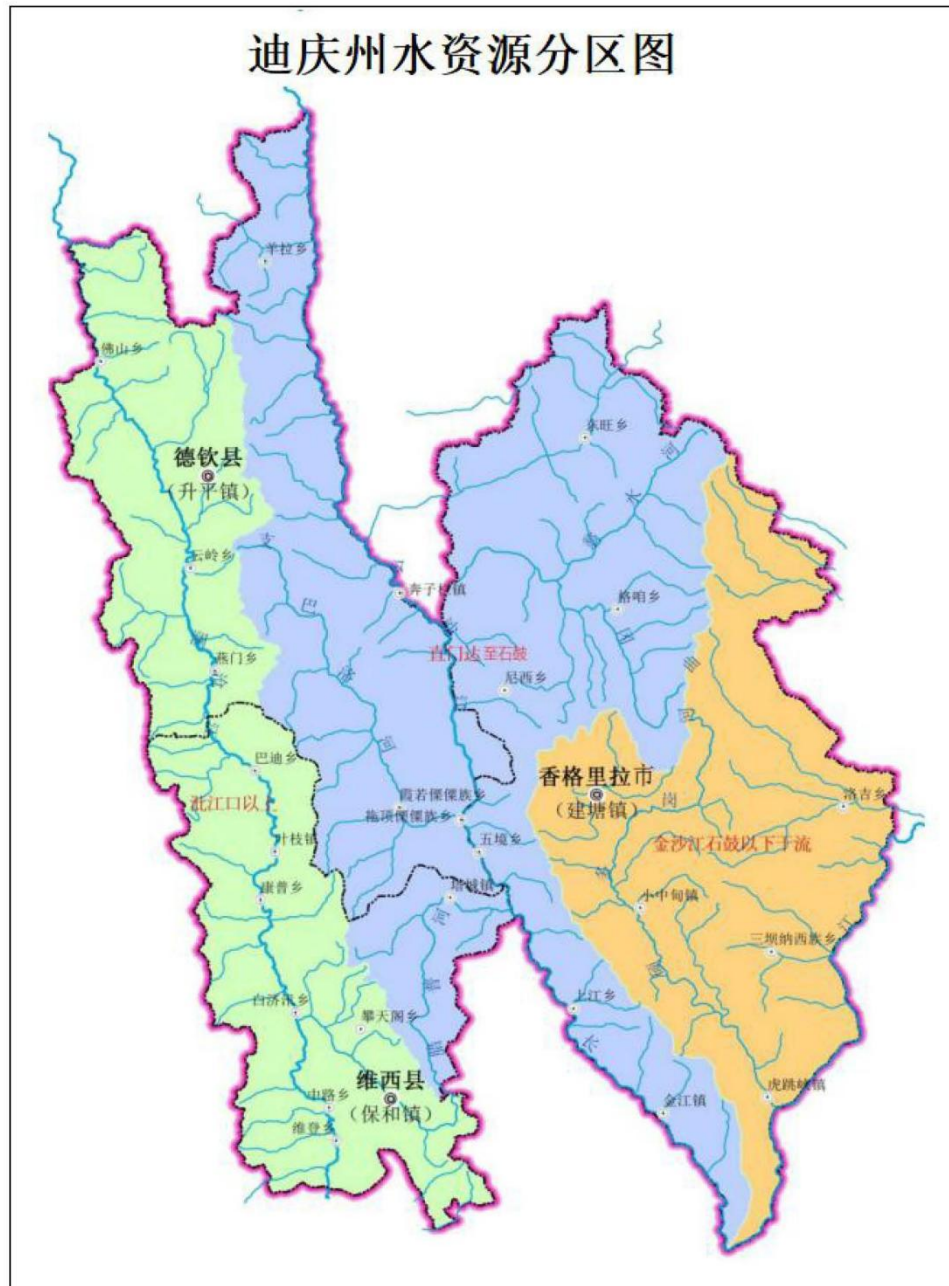 迪庆州水资源分区图
羊拉乡
佛山乡
东旺乡
德钦县
（升平镇）
云岭乡
格咱乡
燕门乡
直门达至石鼓
尼西乡
巴迪乡
香格里拉市
（建塘镇）
洛吉乡
霞若傈僳族乡
拖顶傈僳族乡
叶枝镇
五境乡
金沙江石鼓以下干流
康普乡
塔城镇
小中甸镇
三坝纳西族乡
白济汛乡
上江乡
攀天阁乡
维西县
（保和镇）
中路乡
金江镇
虎跳峡镇
维登乡